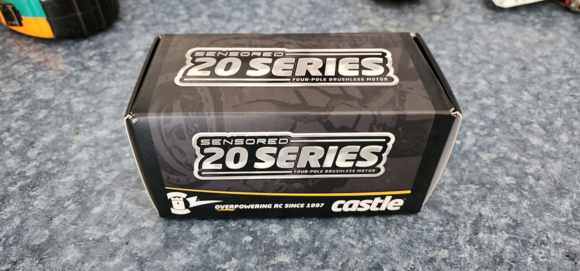 SENSORED
20 SERIES
FOUR-POLE BRUSHLESS MOTOR
SENSORED
20 SERIES
FOUR-POLE BRUSHLESS MOTOR
OVERPOWERING RC SINCE 1997
castle